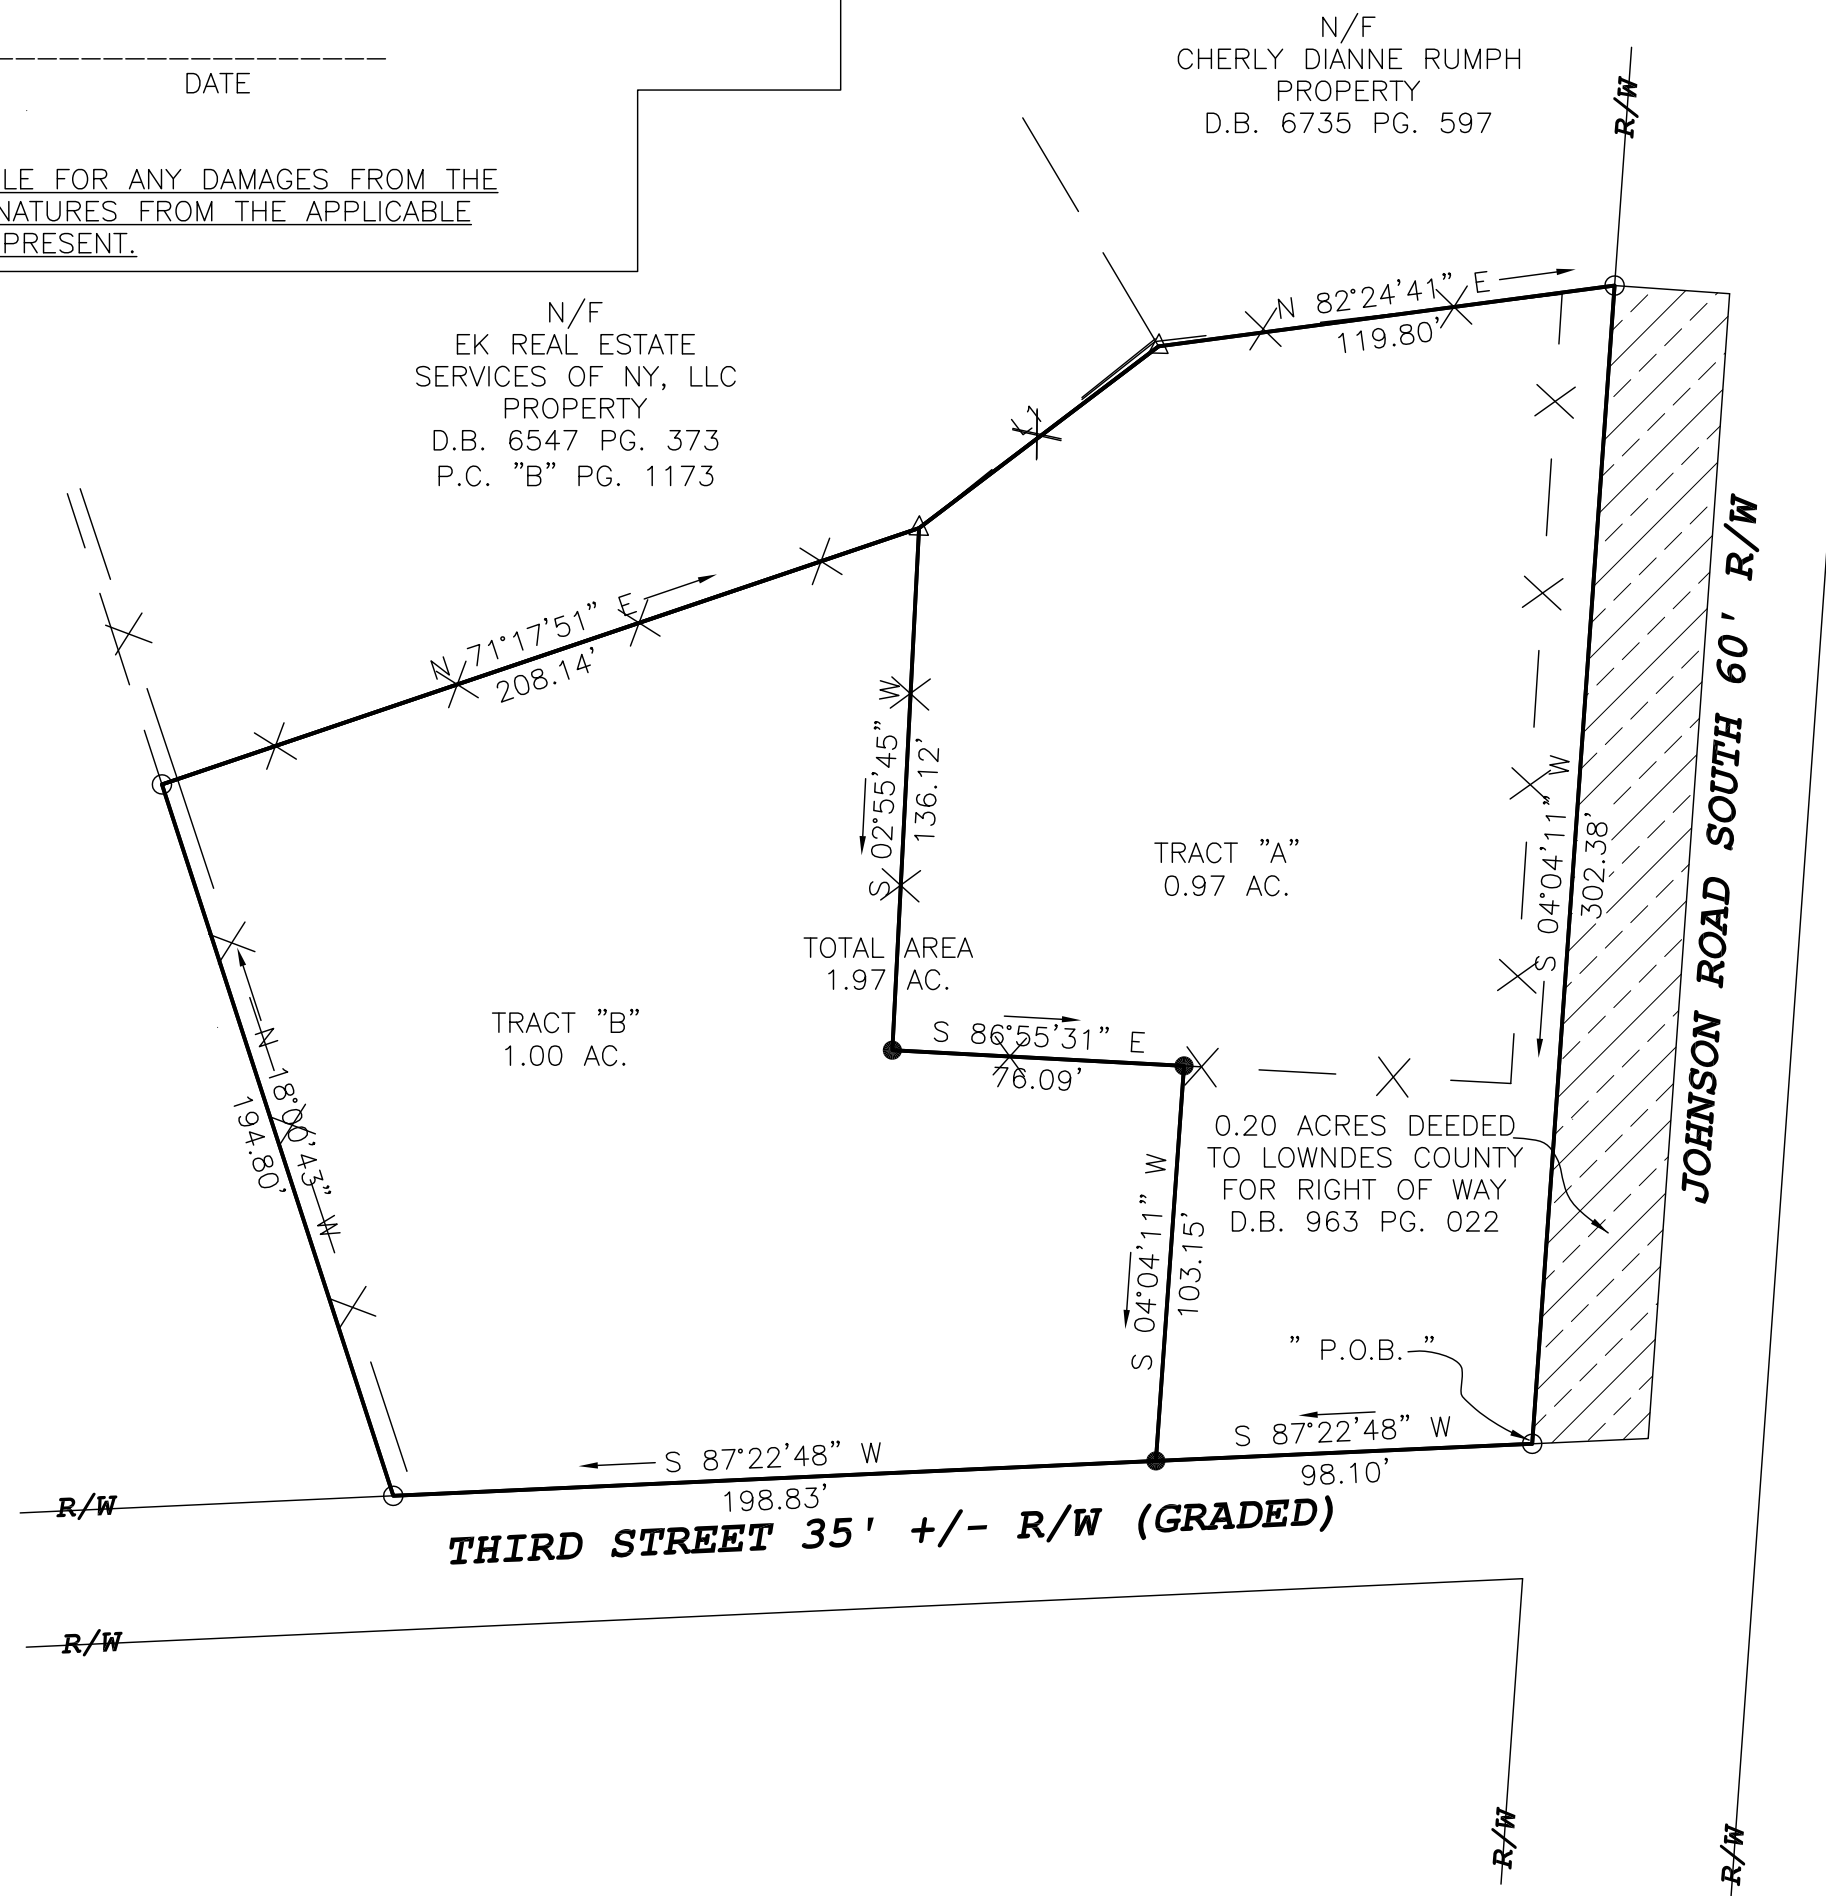 DATE
LE FOR ANY DAMAGES FROM THE
NATURES FROM THE APPLICABLE
PRESENT.
N/F
CHERLY DIANNE RUMPH
PROPERTY
D.B. 6735 PG. 597
R/W
N/F
EK REAL ESTATE
SERVICES OF NY, LLC
PROPERTY
D.B. 6547 PG. 373
P.C. "B" PG. 1173
N 82°24'41" E
119.80'
L1
N 71°17'51" E
208.14'
S 02°55'45" W
136.12'
TRACT "A"
0.97 AC.
S 04°04'11" W
302.38'
JOHNSON ROAD SOUTH 60' R/W
TOTAL AREA
1.97 AC.
TRACT "B"
1.00 AC.
S 86°55'31" E
76.09'
N 18°00'43" W
194.80'
0.20 ACRES DEEDED
TO LOWNDES COUNTY
FOR RIGHT OF WAY
D.B. 963 PG. 022
S 04°04'11" W
103.15'
" P.O.B. "
S 87°22'48" W
98.10'
S 87°22'48" W
198.83'
R/W
THIRD STREET 35' +/- R/W (GRADED)
R/W
R/W
R/W